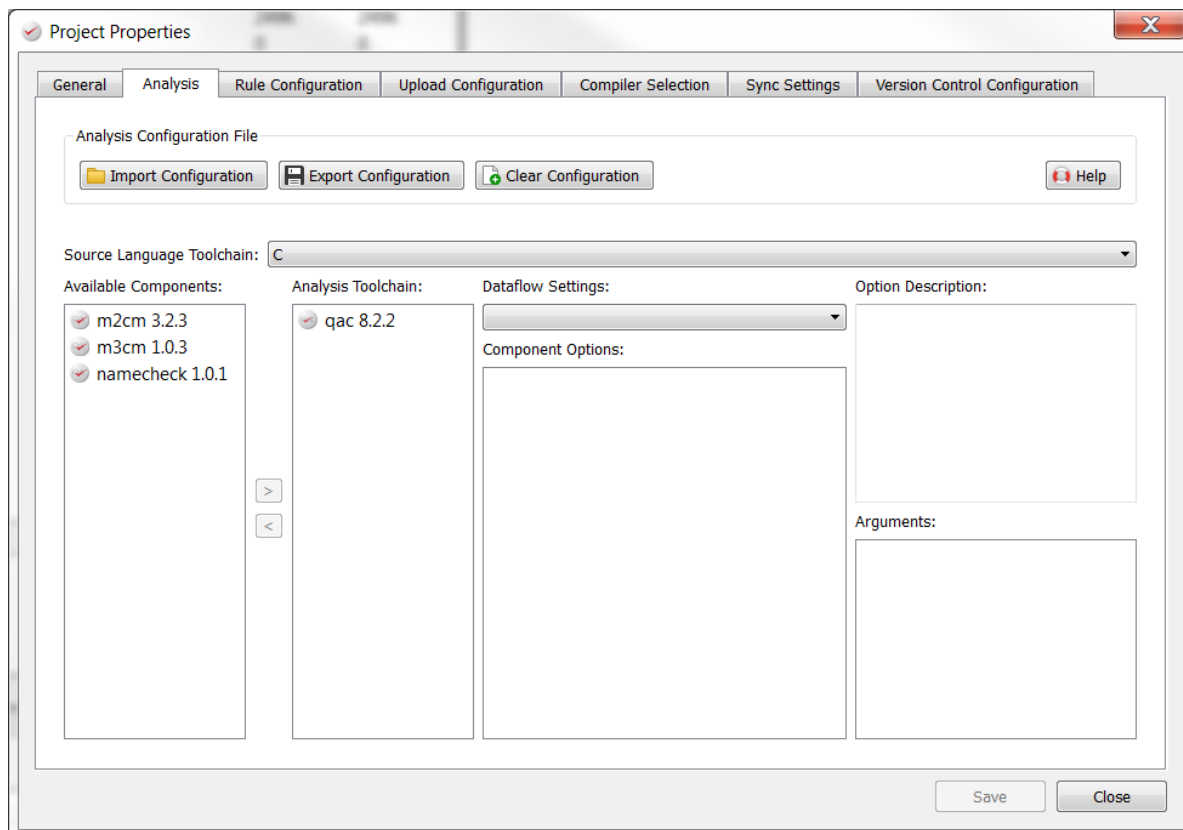 Project Properties
General Analysis Rule Configuration Upload Configuration Compiler Selection Sync Settings Version Control Configuration
Analysis Configuration File
Import Configuration Export Configuration Clear Configuration Help
Source Language Toolchain: C
Available Components: Analysis Toolchain: Dataflow Settings: Option Description:
m2cm 3.2.3 qac 8.2.2
m3cm 1.0.3 Component Options:
namecheck 1.0.1
>
<
Arguments:
Save Close